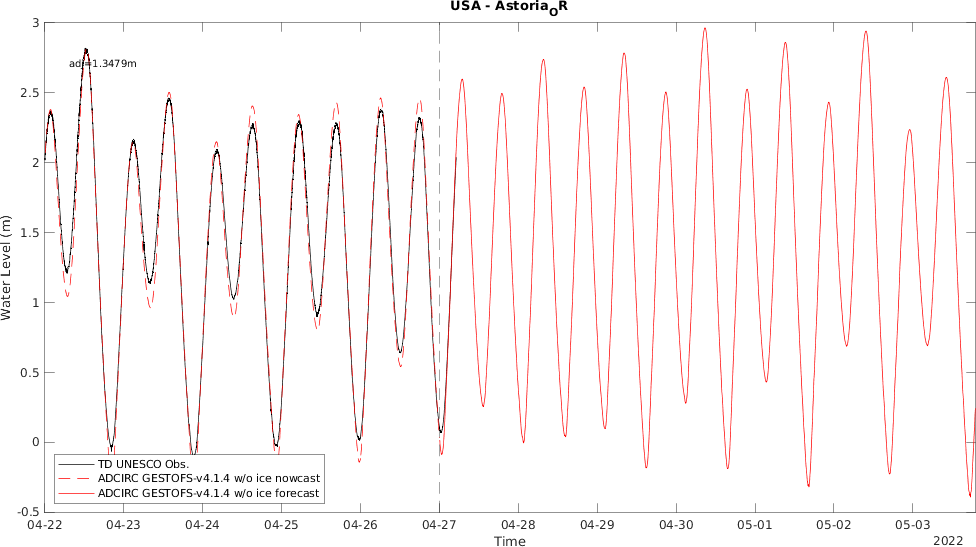 USA - Astoria_OR
3
adj=1.3479m
2.5
2
1.5
Water Level (m)
1
0.5
0
TD UNESCO Obs.
ADCIRC GESTOFS-v4.1.4 w/o ice nowcast
ADCIRC GESTOFS-v4.1.4 w/o ice forecast
-0.5
04-22 04-23 04-24 04-25 04-26 04-27 04-28 04-29 04-30 05-01 05-02 05-03
Time
2022